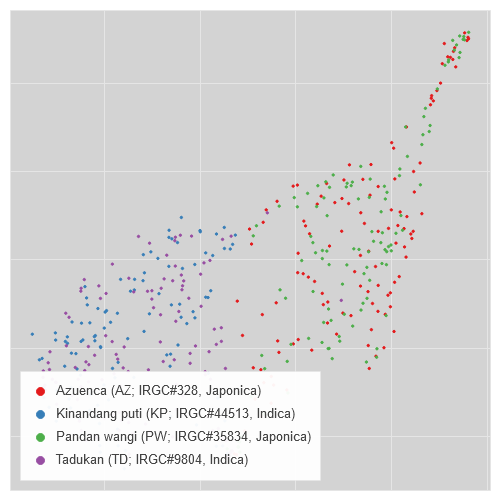 Azuenca (AZ; IRGC#328, Japonica)
Kinandang puti (KP; IRGC#44513, Indica)
Pandan wangi (PW; IRGC#35834, Japonica)
Tadukan (TD; IRGC#9804, Indica)